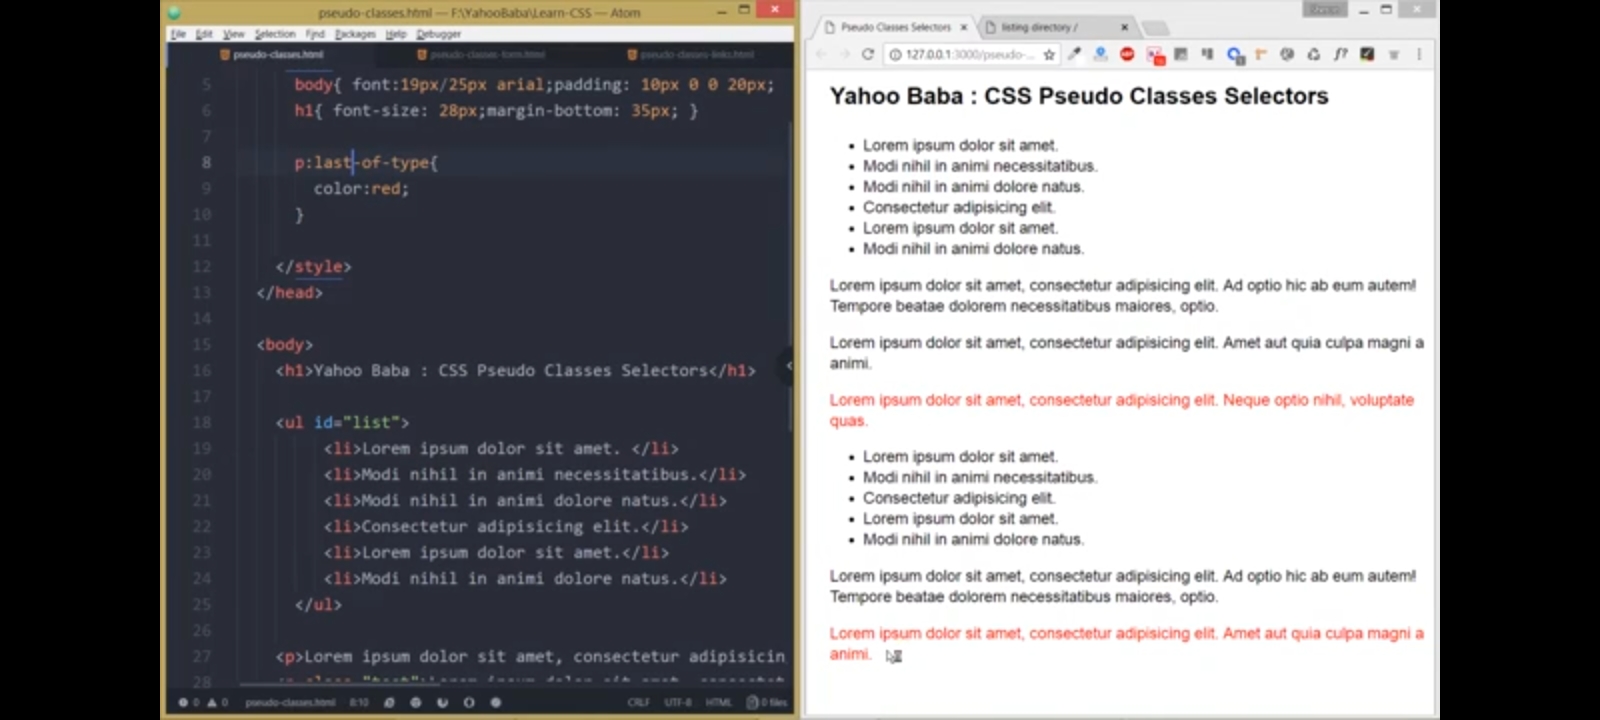 pseudo-classes.html — F:\YahooBaba\Learn-CSS — Atom
File Edit View Selection Find Packages Help Debugger
pseudo-classes.html pseudo-classes-form.html pseudo-classes-links.html
5 body{ font:19px/25px arial;padding: 10px 0 0 20px;
6 h1{ font-size: 28px;margin-bottom: 35px; }
7
8 p:last-of-type{
9 color:red;
10 }
11
12 </style>
13 </head>
14
15 <body>
16 <h1>Yahoo Baba : CSS Pseudo Classes Selectors</h1>
17
18 <ul id="list">
19 <li>Lorem ipsum dolor sit amet. </li>
20 <li>Modi nihil in animi necessitatibus.</li>
21 <li>Modi nihil in animi dolore natus.</li>
22 <li>Consectetur adipisicing elit.</li>
23 <li>Lorem ipsum dolor sit amet.</li>
24 <li>Modi nihil in animi dolore natus.</li>
25 </ul>
26
27 <p>Lorem ipsum dolor sit amet, consectetur adipisicin
28
0 0 pseudo-classes.html 8:10 CRLF UTF-8 HTML 0 files
Pseudo Classes Selectors listing directory /
127.0.0.1:3000/pseudo-...
Yahoo Baba : CSS Pseudo Classes Selectors
• Lorem ipsum dolor sit amet.
• Modi nihil in animi necessitatibus.
• Modi nihil in animi dolore natus.
• Consectetur adipisicing elit.
• Lorem ipsum dolor sit amet.
• Modi nihil in animi dolore natus.
Lorem ipsum dolor sit amet, consectetur adipisicing elit. Ad optio hic ab eum autem!
Tempore beatae dolorem necessitatibus maiores, optio.
Lorem ipsum dolor sit amet, consectetur adipisicing elit. Amet aut quia culpa magni a
animi.
Lorem ipsum dolor sit amet, consectetur adipisicing elit. Neque optio nihil, voluptate
quas.
• Lorem ipsum dolor sit amet.
• Modi nihil in animi necessitatibus.
• Consectetur adipisicing elit.
• Lorem ipsum dolor sit amet.
• Modi nihil in animi dolore natus.
Lorem ipsum dolor sit amet, consectetur adipisicing elit. Ad optio hic ab eum autem!
Tempore beatae dolorem necessitatibus maiores, optio.
Lorem ipsum dolor sit amet, consectetur adipisicing elit. Amet aut quia culpa magni a
animi.